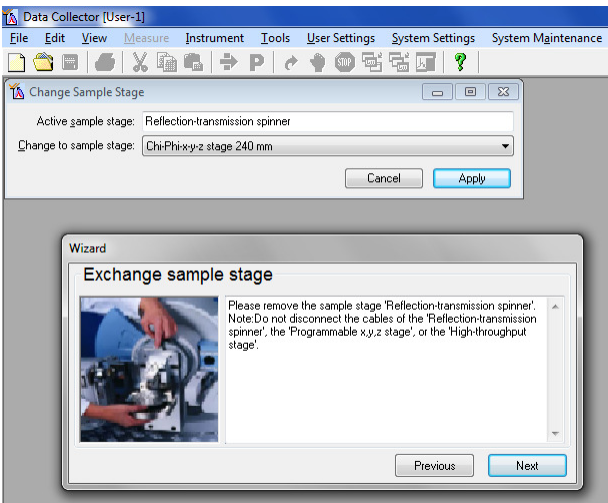 Data Collector [User-1]
File Edit View Measure Instrument Tools User Settings System Settings System Maintenance
STOP
Change Sample Stage
Active sample stage: Reflection-transmission spinner
Change to sample stage: Chi-Phi-x-y-z stage 240 mm
Cancel Apply
Wizard
Exchange sample stage
Please remove the sample stage 'Reflection-transmission spinner'.
Note:Do not disconnect the cables of the 'Reflection-transmission
spinner', the 'Programmable x,y,z stage', or the 'High-throughput
stage'.
Previous Next